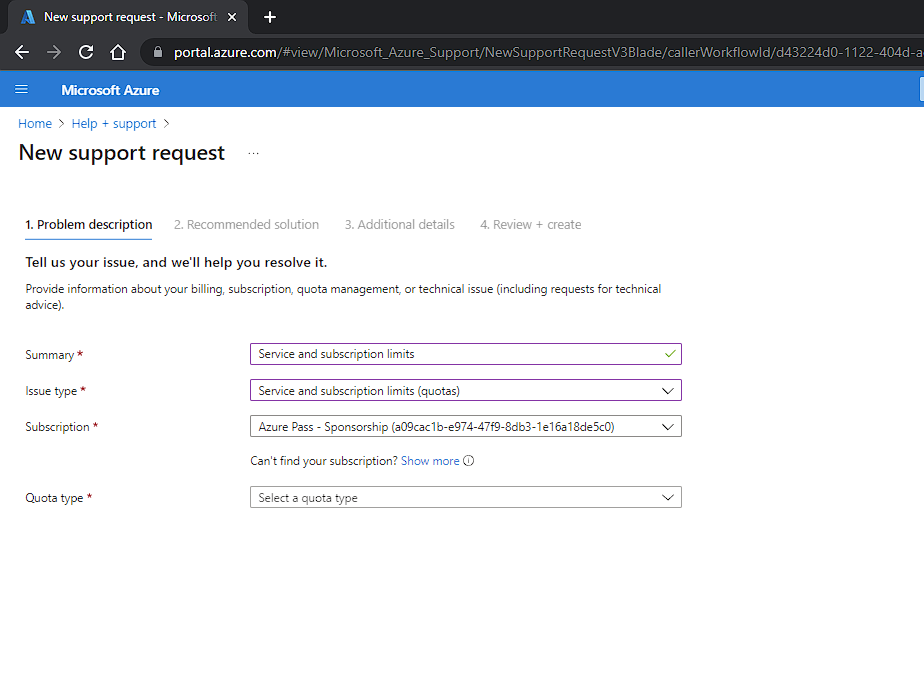 New support request - Microsoft
portal.azure.com/#view/Microsoft_Azure_Support/NewSupportRequestV3Blade/callerWorkflowId/d43224d0-1122-404d-a
Microsoft Azure
Home > Help + support >
New support request ...
1. Problem description 2. Recommended solution 3. Additional details 4. Review + create
Tell us your issue, and we'll help you resolve it.
Provide information about your billing, subscription, quota management, or technical issue (including requests for technical
advice).
Summary * Service and subscription limits
Issue type * Service and subscription limits (quotas)
Subscription * Azure Pass - Sponsorship (a09cac1b-e974-47f9-8db3-1e16a18de5c0)
Can't find your subscription? Show more
Quota type * Select a quota type